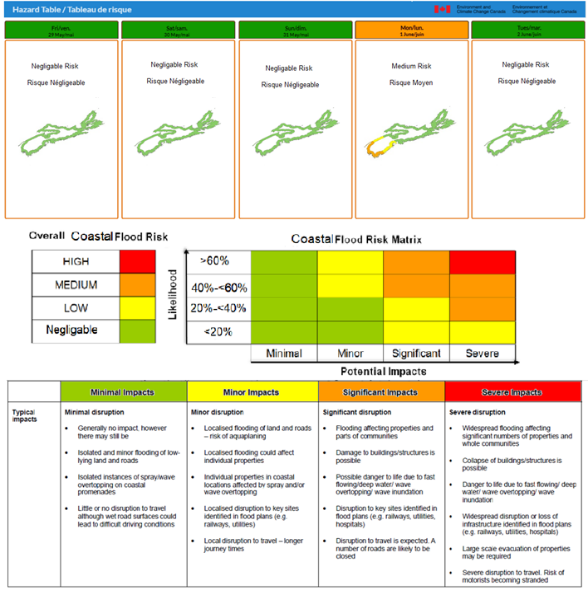 Hazard Table / Tableau de risque
Environment and
Climate Change Canada
Environnement et
Changement climatique Canada
Fri/ven.
29 May/mai
Sat/sam.
30 May/mai
Sun/dim.
31 May/mai
Mon/lun.
1 June/juin
Tues/mar.
2 June/juin
Negligable Risk
Risque Négligeable
Negligable Risk
Risque Négligeable
Negligable Risk
Risque Négligeable
Medium Risk
Risque Moyen
Negligable Risk
Risque Négligeable
Overall Coastal Flood Risk
HIGH
MEDIUM
LOW
Negligable
Coastal Flood Risk Matrix
Likelihood
>60%
40%-<60%
20%-<40%
<20%
Minimal
Minor
Significant
Severe
Potential Impacts
Minimal Impacts
Minor Impacts
Significant Impacts
Severe Impacts
Typical
impacts
Minimal disruption
• Generally no impact, however
there may still be
• Isolated and minor flooding of low-
lying land and roads
• Isolated instances of spray/wave
overtopping on coastal
promenades
• Little or no disruption to travel
although wet road surfaces could
lead to difficult driving conditions
Minor disruption
• Localised flooding of land and roads
– risk of aquaplaning
• Localised flooding could affect
individual properties
• Individual properties in coastal
locations affected by spray and/or
wave overtopping
• Localised disruption to key sites
identified in flood plans (e.g.
railways, utilities)
• Local disruption to travel – longer
journey times
Significant disruption
• Flooding affecting properties and
parts of communities
• Damage to buildings/structures is
possible
• Possible danger to life due to fast
flowing/deep water/ wave
overtopping/ wave inundation
• Disruption to key sites identified in
flood plans (e.g. railways, utilities,
hospitals)
• Disruption to travel is expected. A
number of roads are likely to be
closed
Severe disruption
• Widespread flooding affecting
significant numbers of properties and
whole communities
• Collapse of buildings/structures is
possible
• Danger to life due to fast flowing/ deep
water/ wave overtopping/ wave
inundation
• Widespread disruption or loss of
infrastructure identified in flood plans
(e.g. railways, utilities, hospitals)
• Large scale evacuation of properties
may be required
• Severe disruption to travel. Risk of
motorists becoming stranded